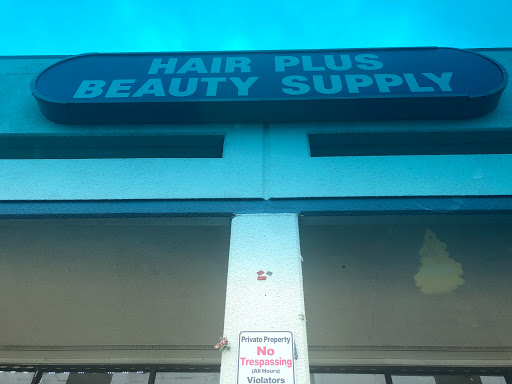 HAIR PLUS
BEAUTY SUPPLY
Private Property
No
Trespassing
(All Hours)
Violators